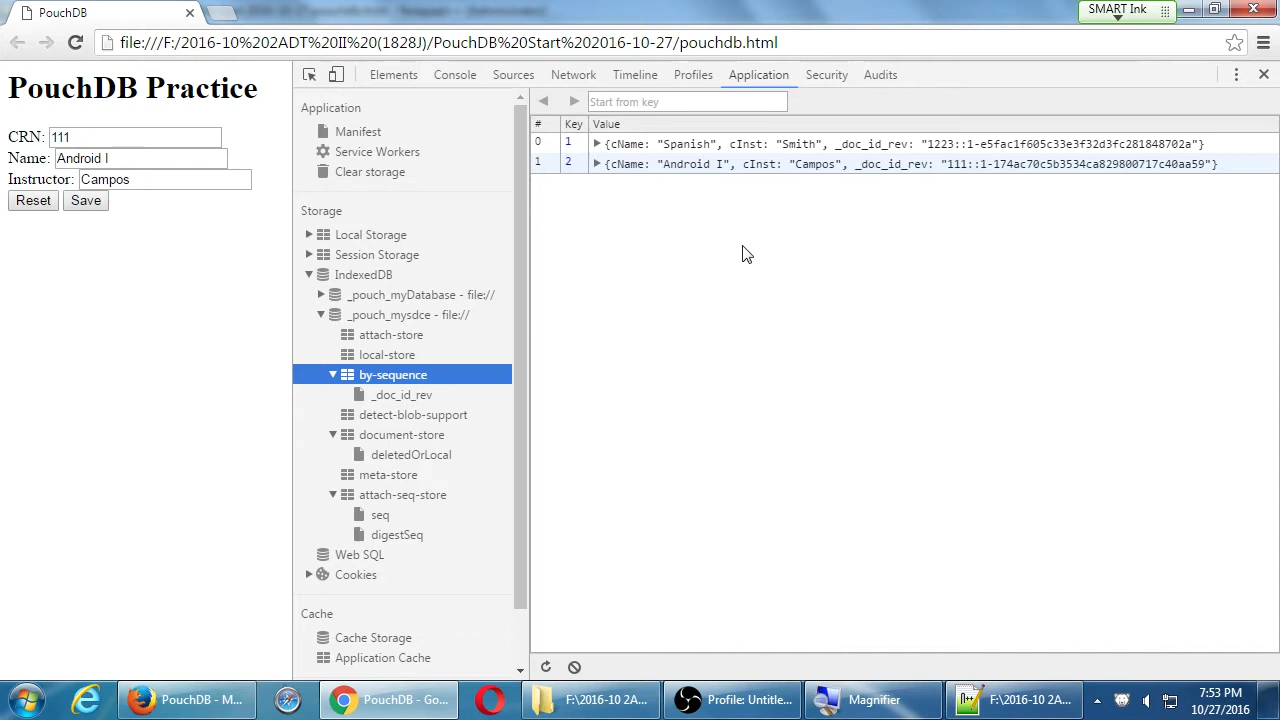 PouchDB
SMART Ink
file:///F:/2016-10%202ADT%20II%20(1828J)/PouchDB%20Start%202016-10-27/pouchdb.html
PouchDB Practice
CRN: 111
Name: Android I
Instructor: Campos
Reset Save
Elements Console Sources Network Timeline Profiles Application Security Audits
Application
Manifest
Service Workers
Clear storage
Storage
Local Storage
Session Storage
IndexedDB
_pouch_myDatabase - file://
_pouch_mysdce - file://
attach-store
local-store
by-sequence
_doc_id_rev
detect-blob-support
document-store
deletedOrLocal
meta-store
attach-seq-store
seq
digestSeq
Web SQL
Cookies
Cache
Cache Storage
Application Cache
Start from key
# Key Value
0 1 {cName: "Spanish", cInst: "Smith", _doc_id_rev: "1223::1-e5fac1f605c33e3f32d3fc281848702a"}
1 2 {cName: "Android I", cInst: "Campos", _doc_id_rev: "111::1-174ae70c5b3534ca829800717c40aa59"}
PouchDB - M... PouchDB - Go... F:\2016-10 2A... Profile: Untitle... Magnifier F:\2016-10 2A...
7:53 PM
10/27/2016